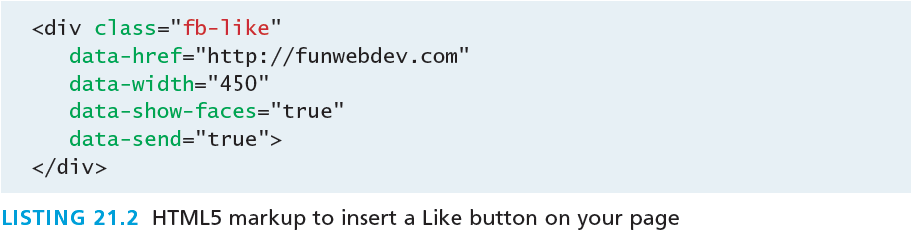 <div class="fb-like"
data-href="http://funwebdev.com"
data-width="450"
data-show-faces="true"
data-send="true">
</div>
LISTING 21.2 HTML5 markup to insert a Like button on your page